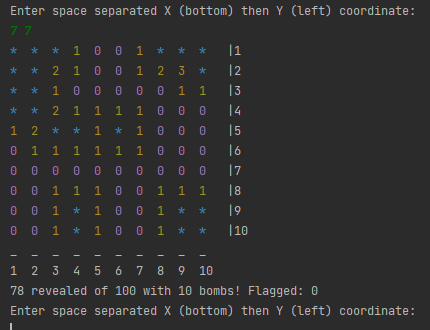 Enter space separated X (bottom) then Y (left) coordinate:
7 7
* * * 1 0 0 1 * * * |1
* * 2 1 0 0 1 2 3 * |2
* * 1 0 0 0 0 0 1 1 |3
* * 2 1 1 1 1 0 0 0 |4
1 2 * * 1 * 1 0 0 0 |5
0 1 1 1 1 1 1 0 0 0 |6
0 0 0 0 0 0 0 0 0 0 |7
0 0 1 1 1 0 0 1 1 1 |8
0 0 1 * 1 0 0 1 * * |9
0 0 1 * 1 0 0 1 * * |10
_ _ _ _ _ _ _ _ _ _
1 2 3 4 5 6 7 8 9 10
78 revealed of 100 with 10 bombs! Flagged: 0
Enter space separated X (bottom) then Y (left) coordinate: